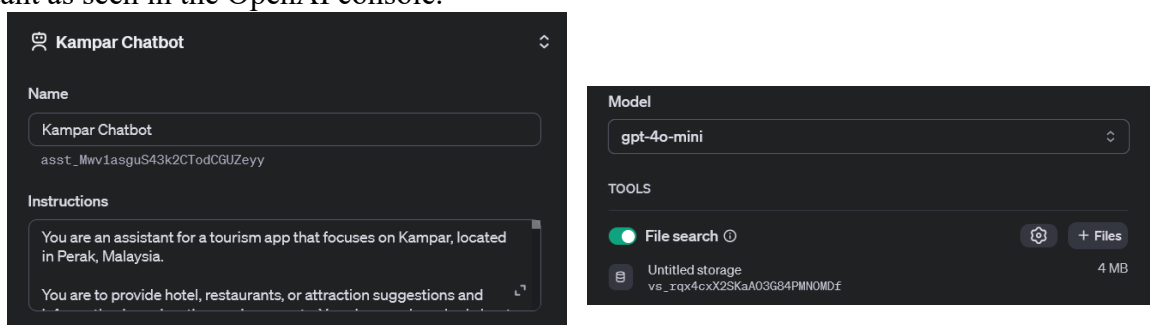 ant as seen in the OpenAI console.
Kampar Chatbot
Name
Kampar Chatbot
asst_Mwv1asguS43k2CTodCGUZeyy
Instructions
You are an assistant for a tourism app that focuses on Kampar, located
in Perak, Malaysia.
You are to provide hotel, restaurants, or attraction suggestions and
Model
gpt-4o-mini
TOOLS
File search
+ Files
Untitled storage
4 MB
vs_rqx4cxX2SKaAO3G84PMNOMDf